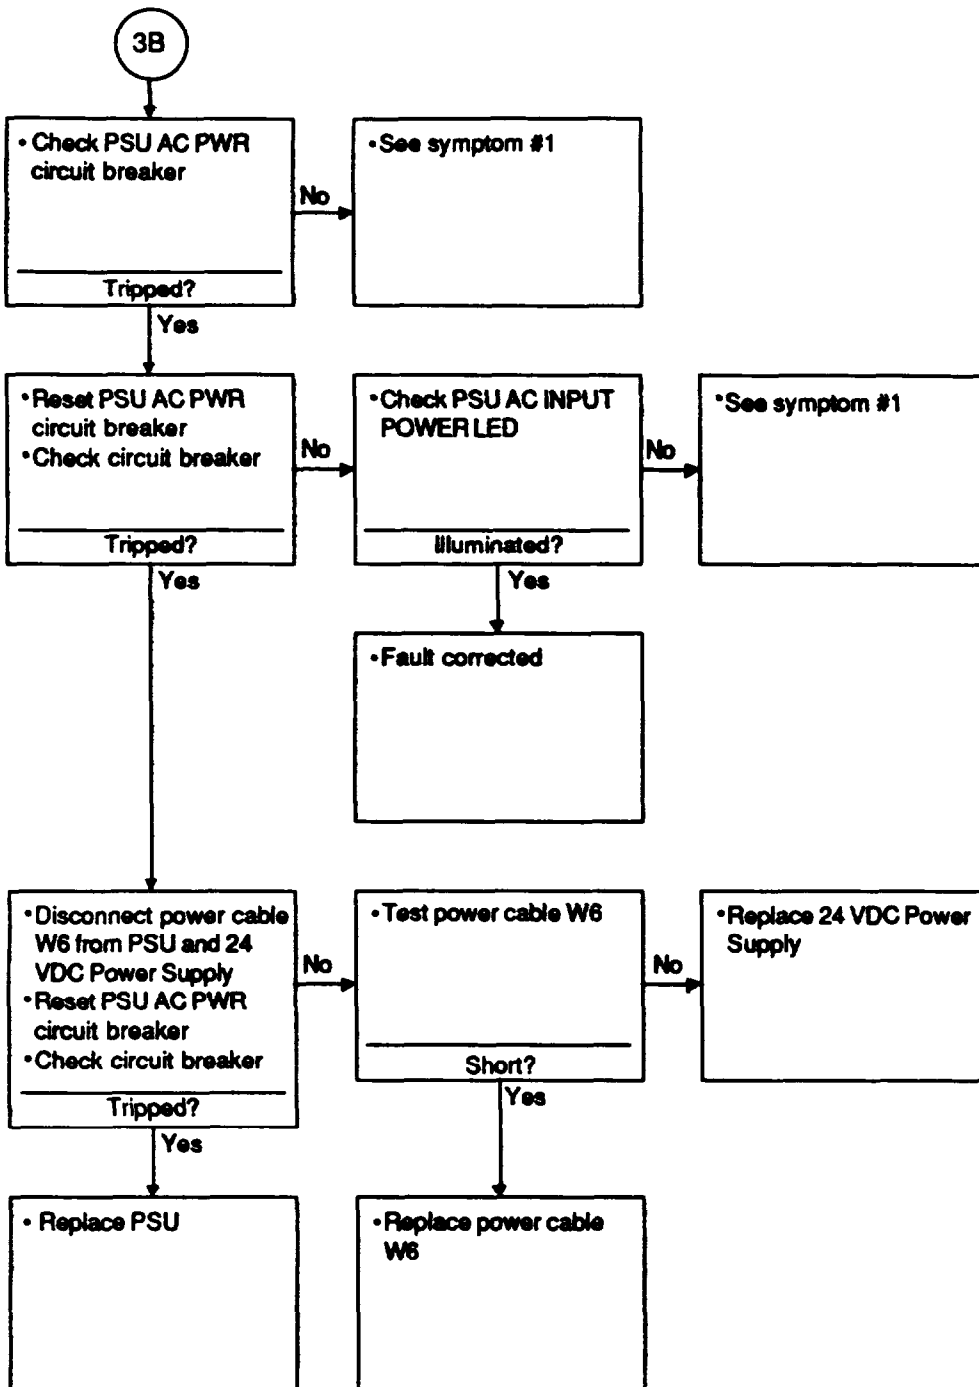 3B
• Check PSU AC PWR
circuit breaker
Tripped?
No
• See symptom #1
Yes
• Reset PSU AC PWR
circuit breaker
• Check circuit breaker
Tripped?
No
• Check PSU AC INPUT
POWER LED
Illuminated?
No
• See symptom #1
Yes
Yes
• Fault corrected
• Disconnect power cable
W6 from PSU and 24
VDC Power Supply
• Reset PSU AC PWR
circuit breaker
• Check circuit breaker
Tripped?
No
• Test power cable W6
Short?
No
• Replace 24 VDC Power
Supply
Yes
Yes
• Replace PSU
• Replace power cable
W6